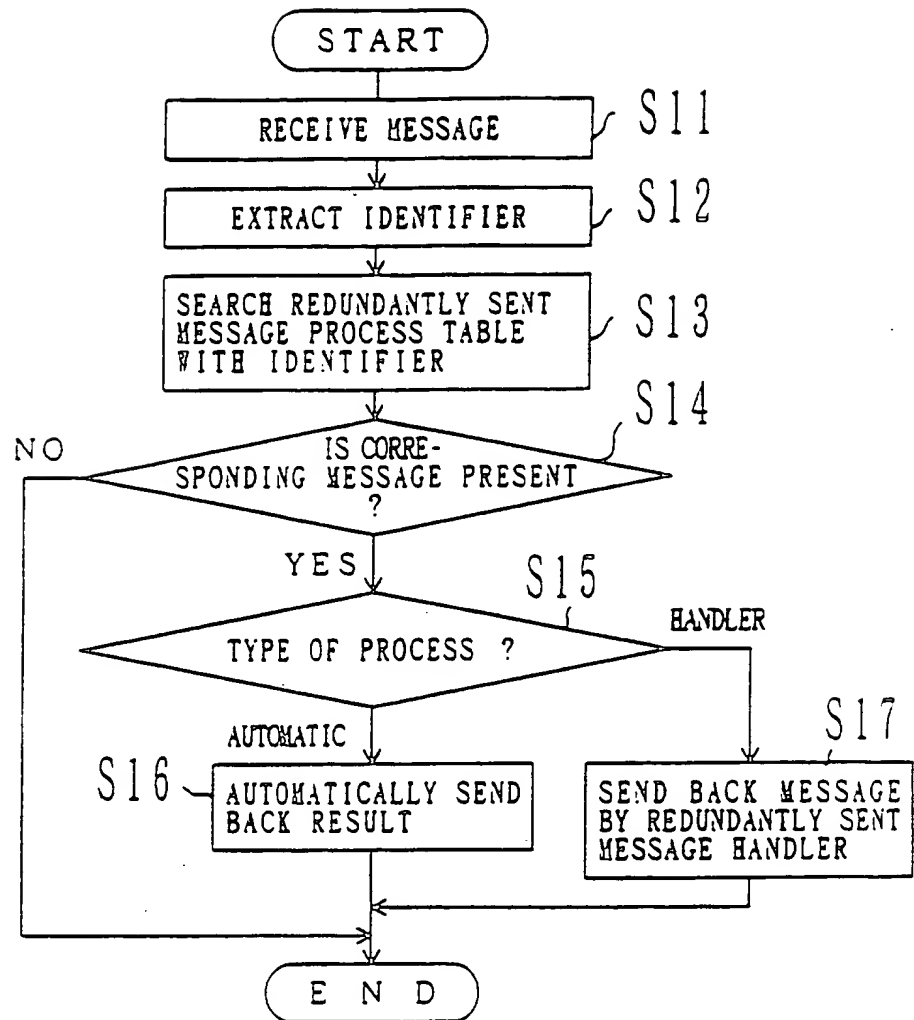 START
RECEIVE MESSAGE
S11
EXTRACT IDENTIFIER
S12
SEARCH REDUNDANTLY SENT
MESSAGE PROCESS TABLE
WITH IDENTIFIER
S13
S14
NO
IS CORRE-
SPONDING MESSAGE PRESENT
?
YES
S15
TYPE OF PROCESS ?
HANDLER
AUTOMATIC
S16
AUTOMATICALLY SEND
BACK RESULT
S17
SEND BACK MESSAGE
BY REDUNDANTLY SENT
MESSAGE HANDLER
END